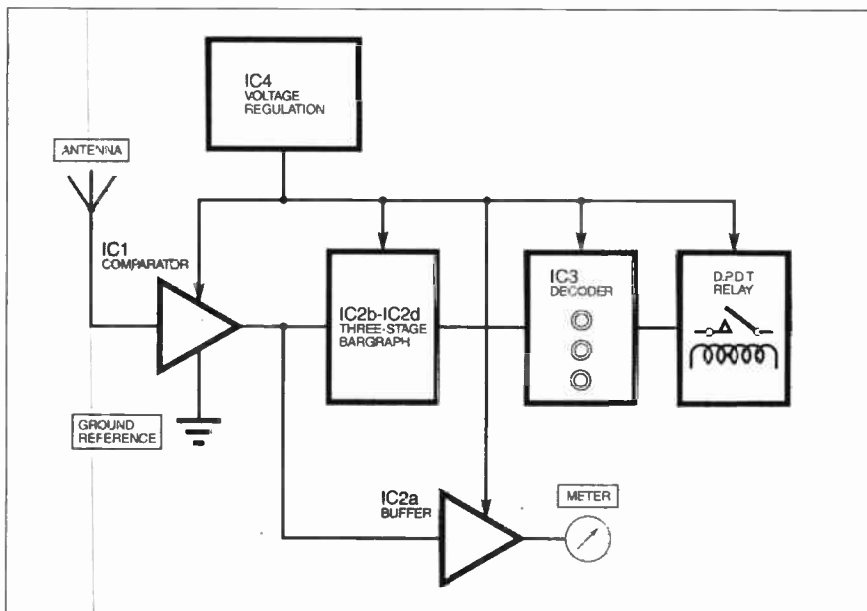 IC4
VOLTAGE
REGULATION
ANTENNA
IC1
COMPARATOR
IC2b-IC2d
THREE-STAGE
BARGRAPH
IC3
DECODER
D.P.D.T
RELAY
GROUND
REFERENCE
IC2a
BUFFER
METER